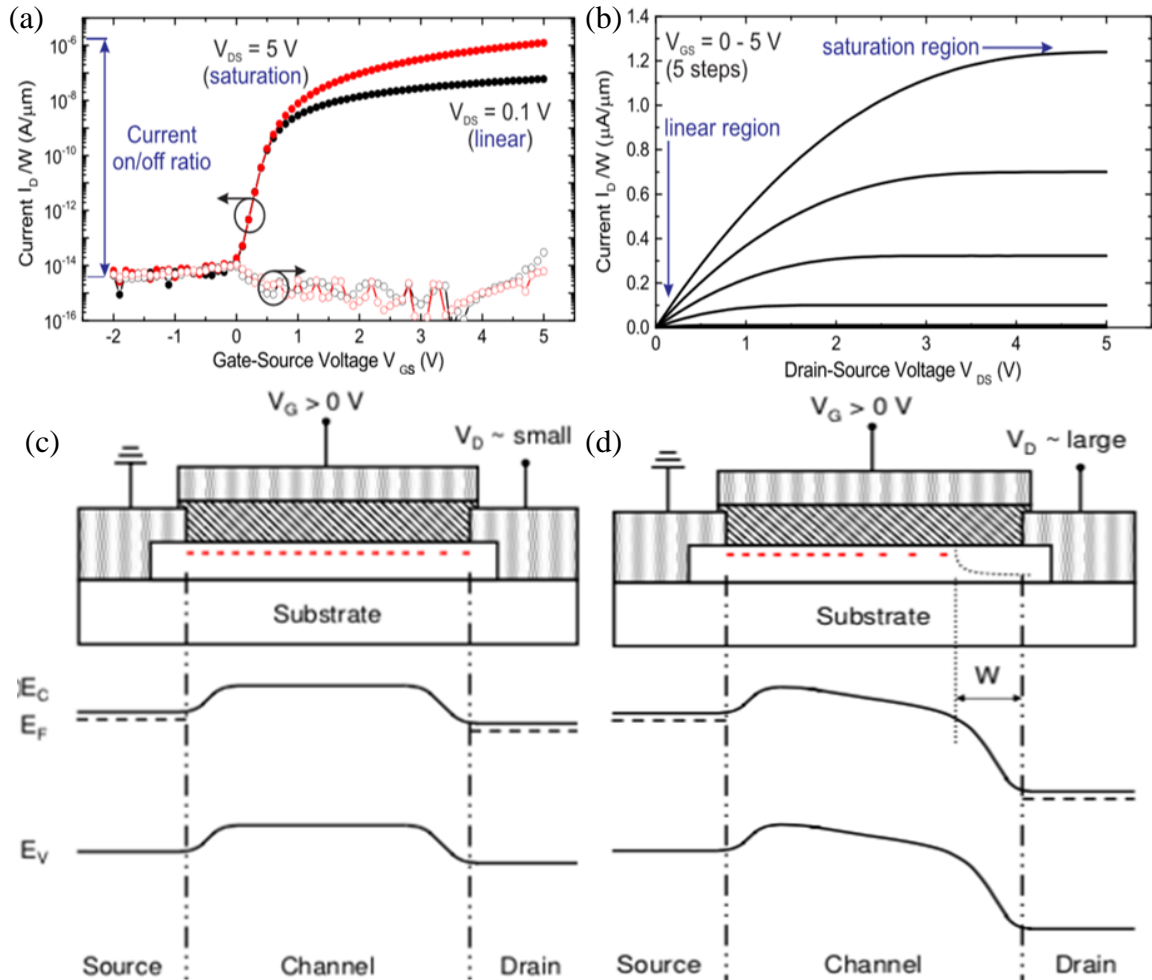 (a)
10⁻⁶
10⁻⁸
10⁻¹⁰
10⁻¹²
10⁻¹⁴
10⁻¹⁶
Current I_D /W (A/μm)
V_DS = 5 V
(saturation)
V_DS = 0.1 V
(linear)
Current
on/off ratio
-2 -1 0 1 2 3 4 5
Gate-Source Voltage V_GS (V)
(b)
1.4
1.2
1.0
0.8
0.6
0.4
0.2
0.0
Current I_D /W (μA/μm)
V_GS = 0 - 5 V
(5 steps)
saturation region
linear region
0 1 2 3 4 5
Drain-Source Voltage V_DS (V)
(c)
V_G > 0 V
V_D ~ small
Substrate
E_C
E_F
E_V
Source Channel Drain
(d)
V_G > 0 V
V_D ~ large
Substrate
W
Source Channel Drain